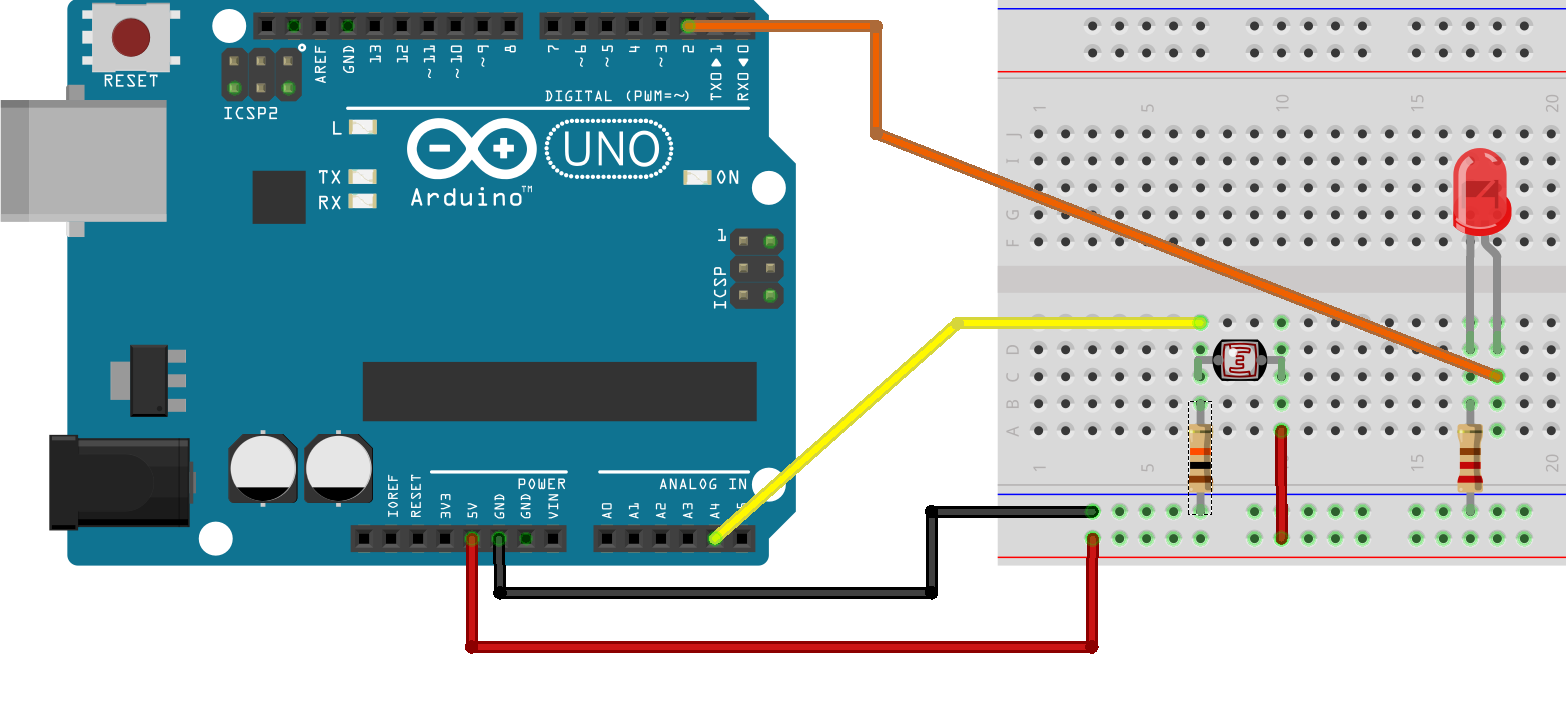 RESET
ICSP2
AREF
GND
13
12
~11
~10
~9
8
7
~6
~5
4
~3
2
TX0▶1
RX0◀0
DIGITAL (PWM=~)
L
TX
RX
UNO
Arduino™
ON
1
ICSP
IOREF
RESET
3V3
5V
GND
GND
VIN
POWER
ANALOG IN
A0
A1
A2
A3
A4
1
5
10
15
20
J
I
G
F
D
C
B
A
1
5
15
20